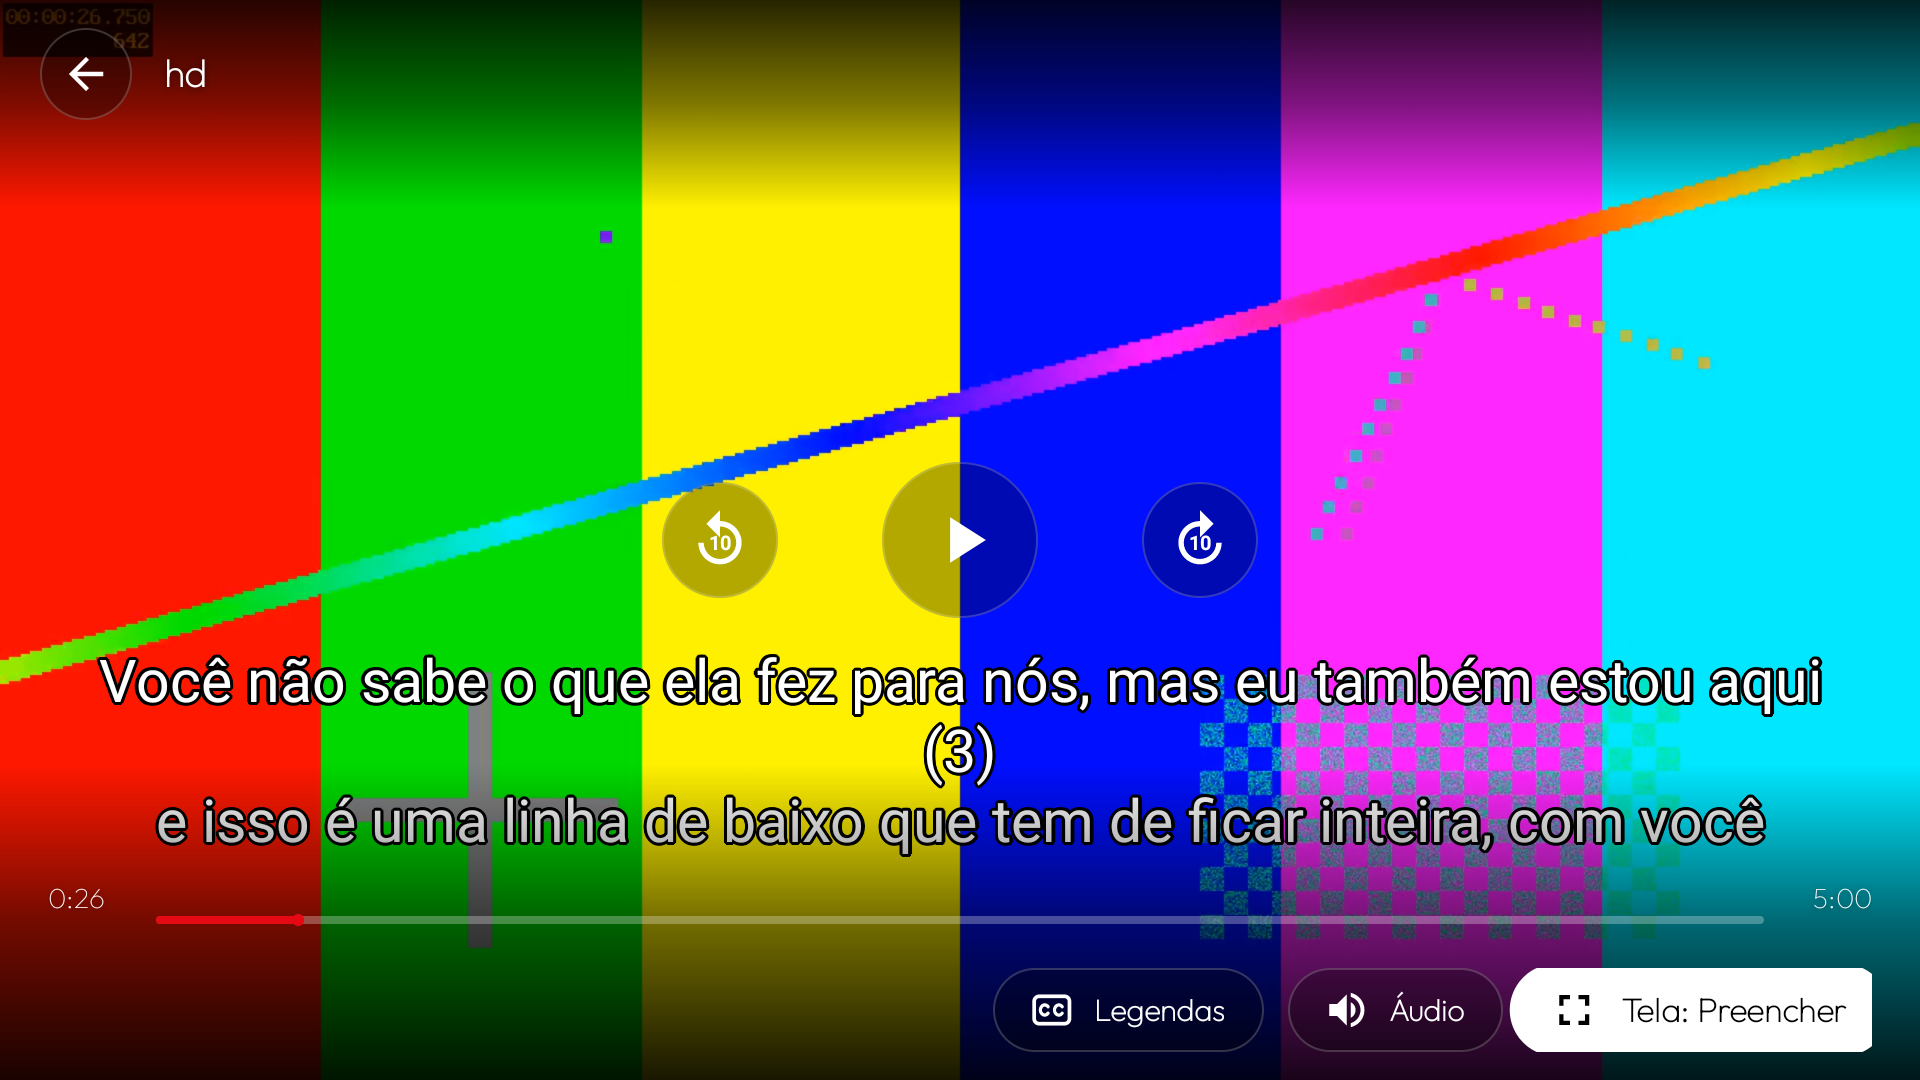 00:00:26.750
642
hd
10
10
Você não sabe o que ela fez para nós, mas eu também estou aqui
(3)
e isso é uma linha de baixo que tem de ficar inteira, com você
0:26
5:00
CC Legendas
Áudio
Tela: Preencher